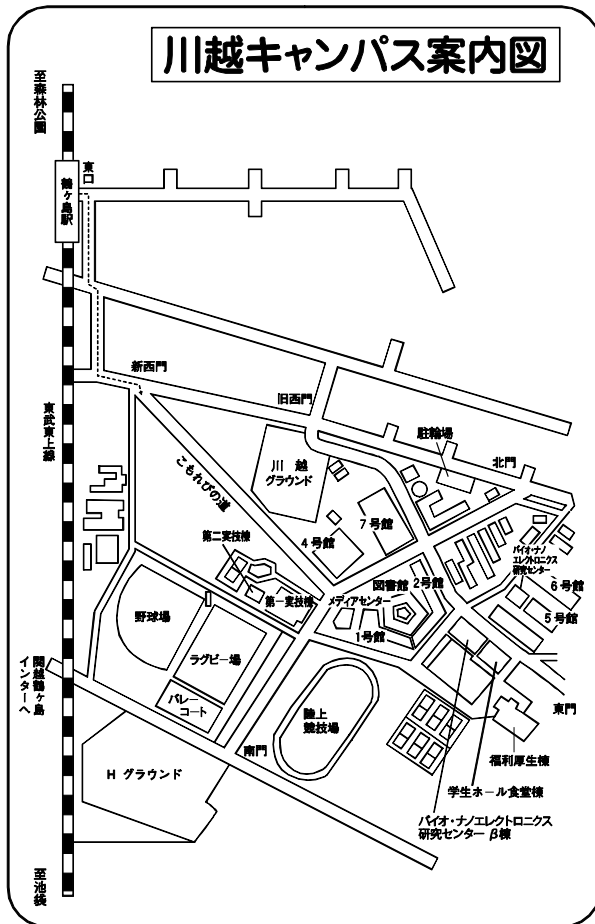 川越キャンパス案内図
至森林公園
東口
鶴ヶ島駅
新西門
旧西門
東武東上線
駐輪場
北門
こもれびの道
川 越
グラウンド
7号館
4号館
第二実技棟
第一実技棟
メディアセンター
図書館
2号館
1号館
バイオ・ナノ
エレクトロニクス
研究センター
6号館
5号館
野球場
ラグビー場
バレー
コート
陸上
競技場
関越鶴ヶ島
インターへ
南門
東門
H グラウンド
福利厚生棟
学生ホール食堂棟
バイオ・ナノエレクトロニクス
研究センター β棟
至池袋